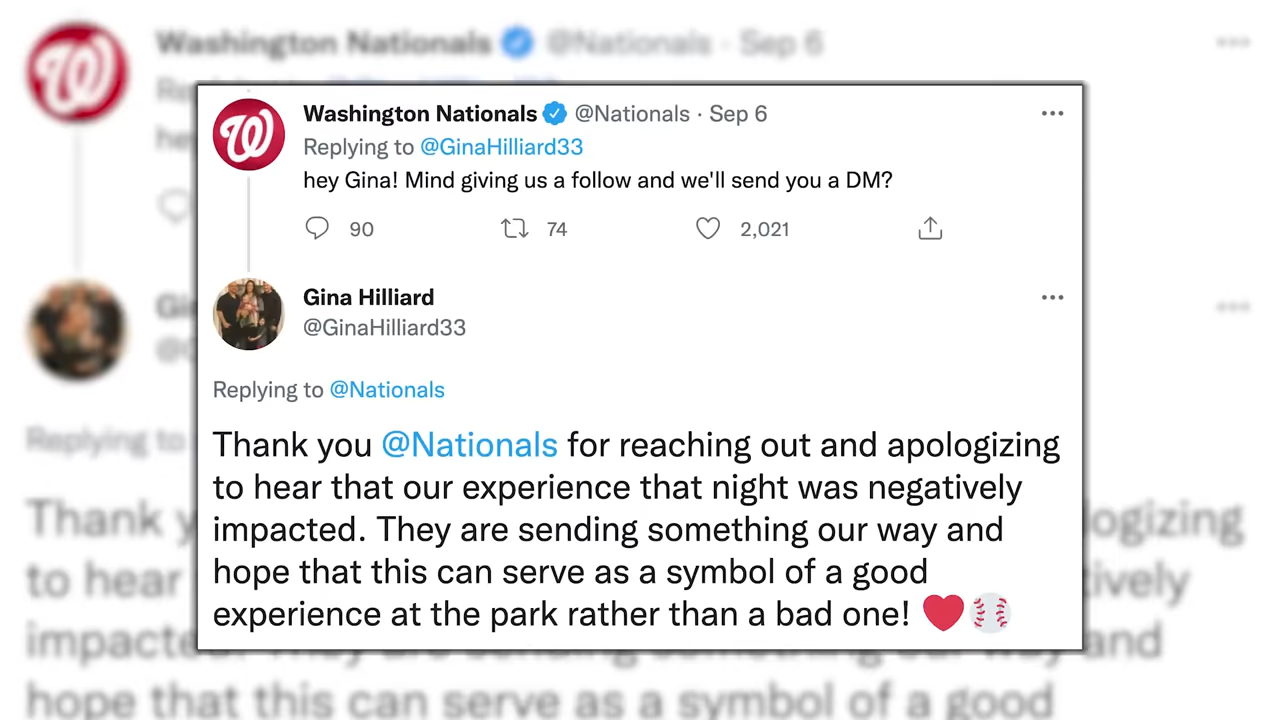 Washington Nationals @Nationals · Sep 6
Replying to @GinaHilliard33
hey Gina! Mind giving us a follow and we'll send you a DM?
90 74 2,021
Gina Hilliard
@GinaHilliard33
Replying to @Nationals
Thank you @Nationals for reaching out and apologizing
to hear that our experience that night was negatively
impacted. They are sending something our way and
hope that this can serve as a symbol of a good
experience at the park rather than a bad one! ❤️⚾